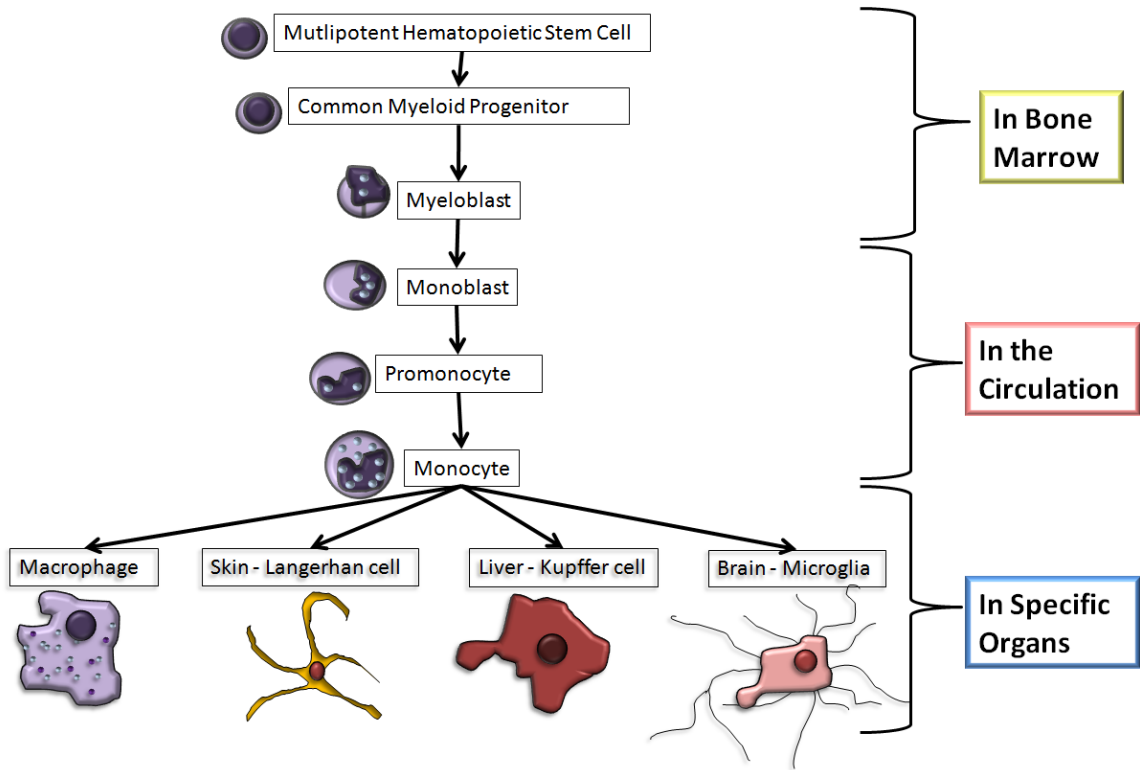 Mutlipotent Hematopoietic Stem Cell
Common Myeloid Progenitor
In Bone
Marrow
Myeloblast
Monoblast
In the
Circulation
Promonocyte
Monocyte
Macrophage
Skin - Langerhan cell
Liver - Kupffer cell
Brain - Microglia
In Specific
Organs